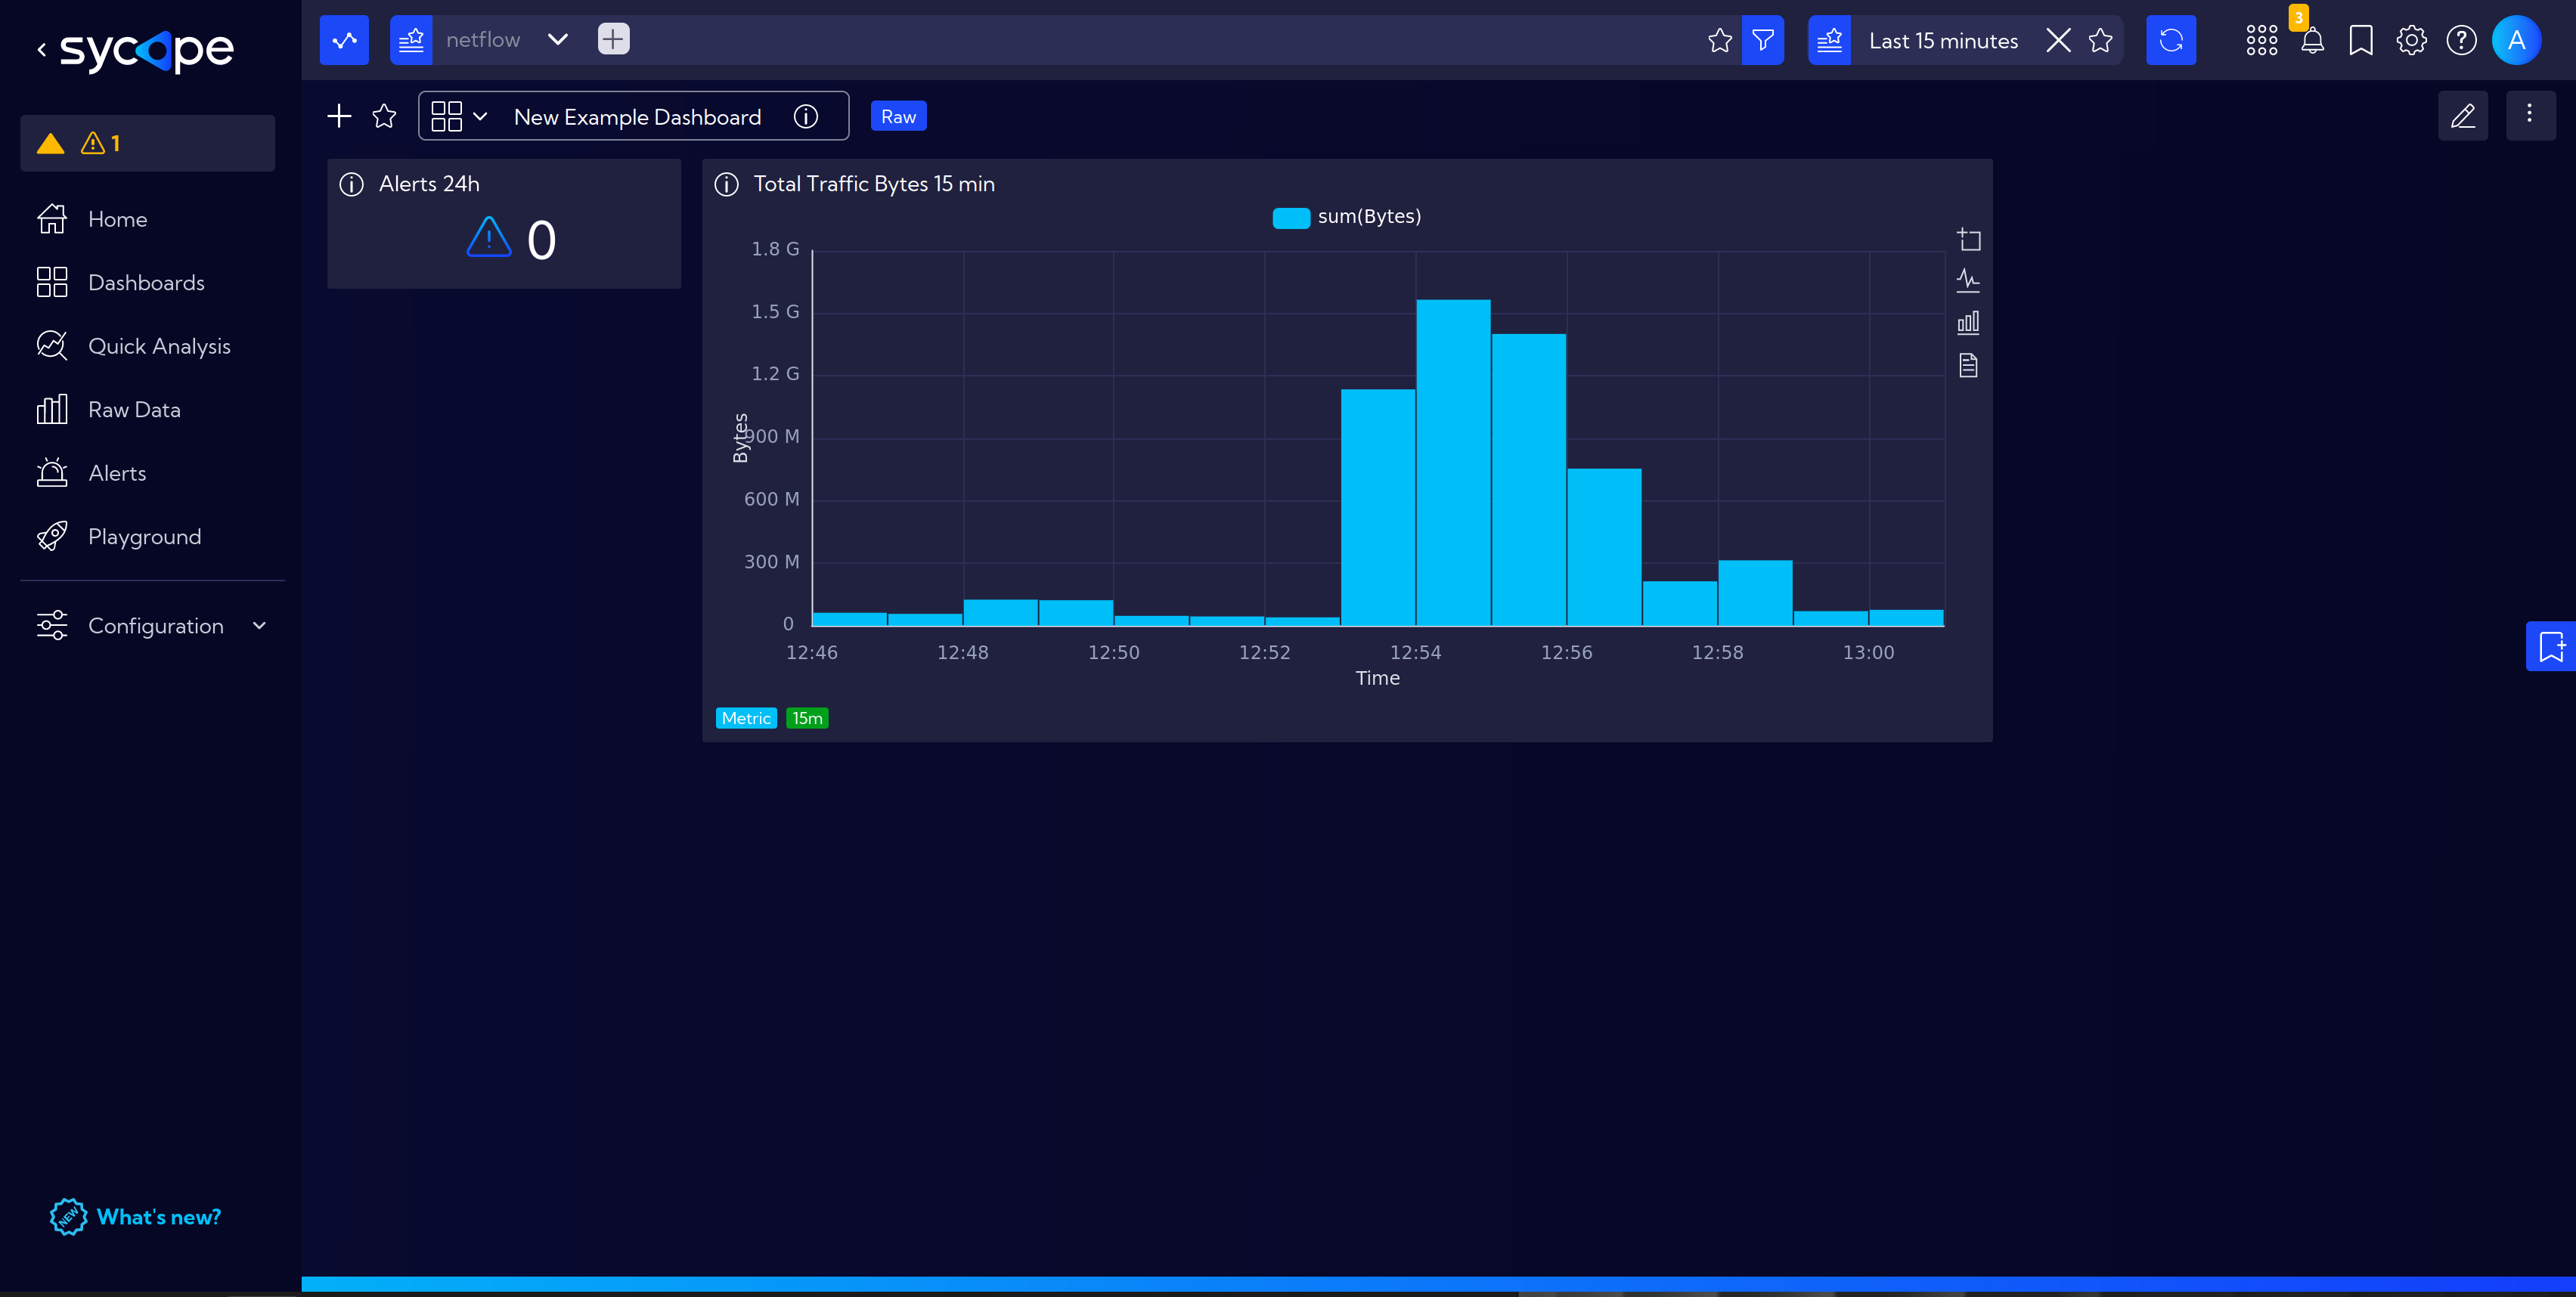 sycope
netflow
Last 15 minutes
3
A
1
Home
Dashboards
Quick Analysis
Raw Data
Alerts
Playground
Configuration
NEW What's new?
New Example Dashboard
Raw
Alerts 24h
0
Total Traffic Bytes 15 min
sum(Bytes)
1.8 G
1.5 G
1.2 G
900 M
600 M
300 M
0
Bytes
12:46 12:48 12:50 12:52 12:54 12:56 12:58 13:00
Time
Metric 15m